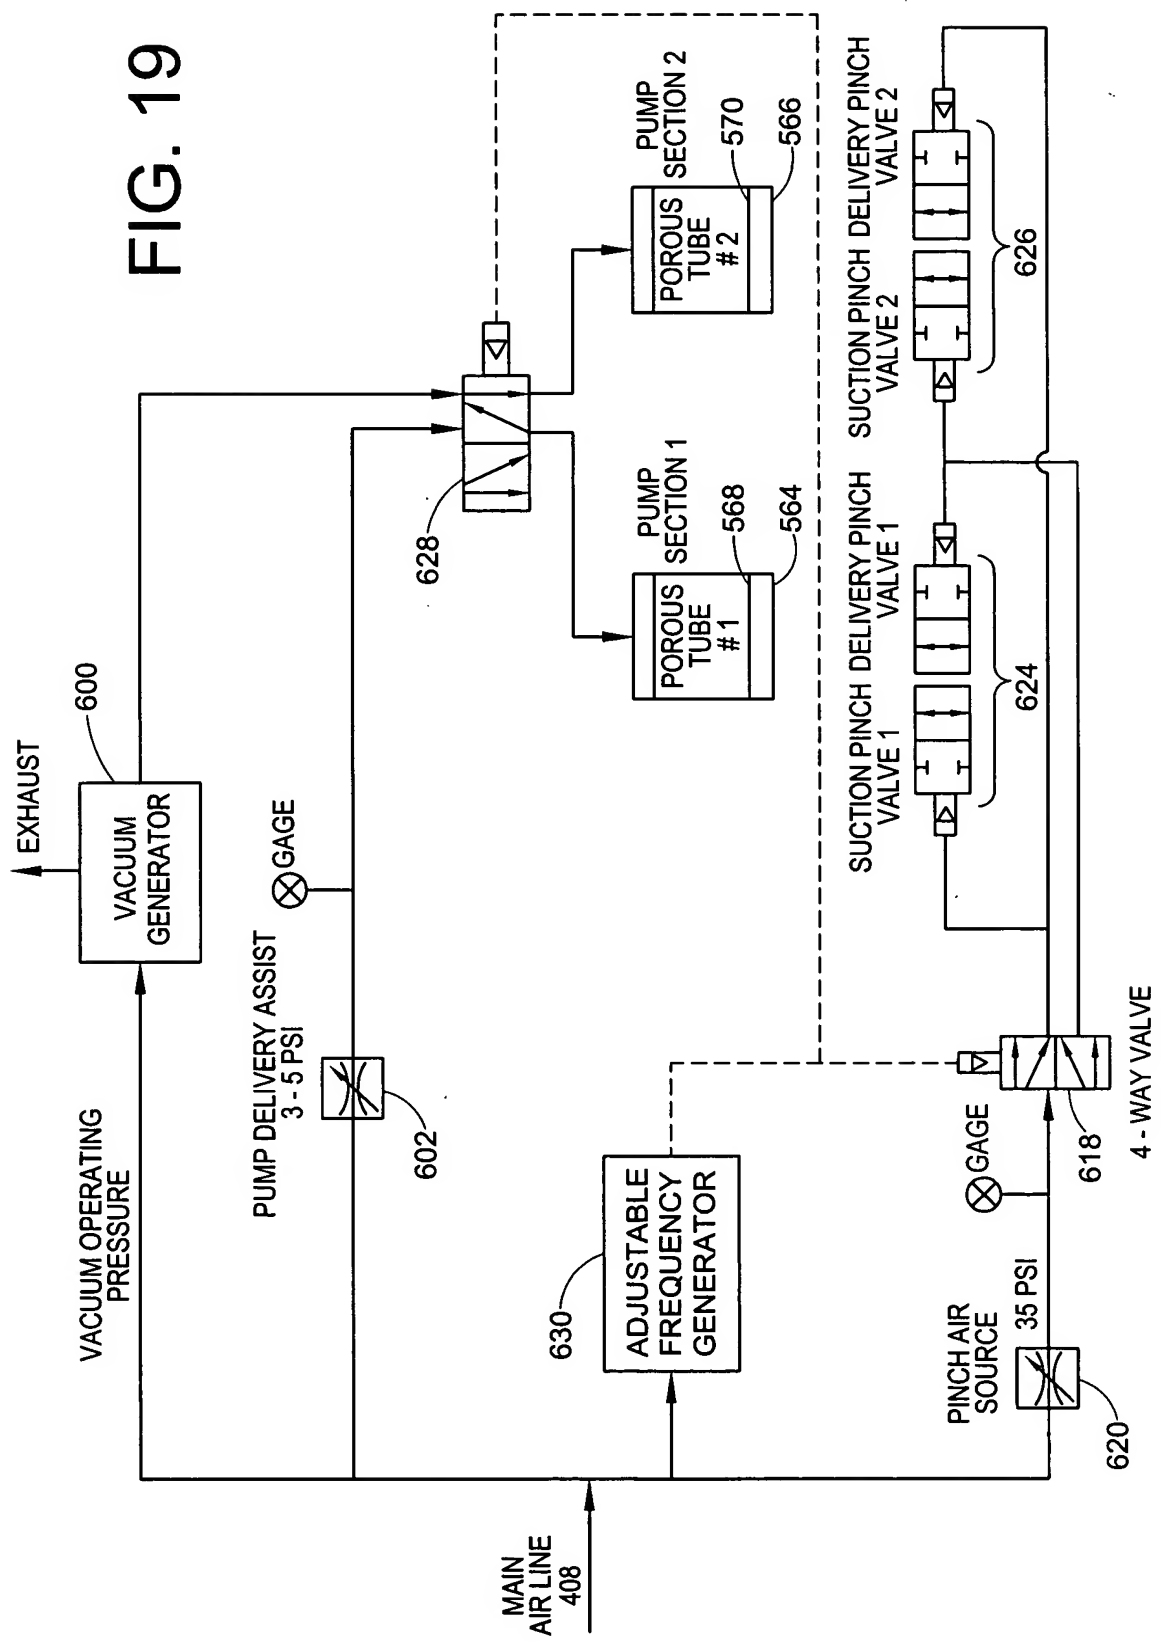 FIG. 19
EXHAUST
600
VACUUM
GENERATOR
VACUUM OPERATING
PRESSURE
GAGE
PUMP DELIVERY ASSIST
3 - 5 PSI
602
628
PUMP
SECTION 1
POROUS
TUBE
# 1
568
564
PUMP
SECTION 2
POROUS
TUBE
# 2
570
566
MAIN
AIR LINE
408
630
ADJUSTABLE
FREQUENCY
GENERATOR
PINCH AIR
SOURCE
35 PSI
620
GAGE
618
4 - WAY VALVE
SUCTION PINCH
VALVE 1
DELIVERY PINCH
VALVE 1
624
SUCTION PINCH
VALVE 2
DELIVERY PINCH
VALVE 2
626